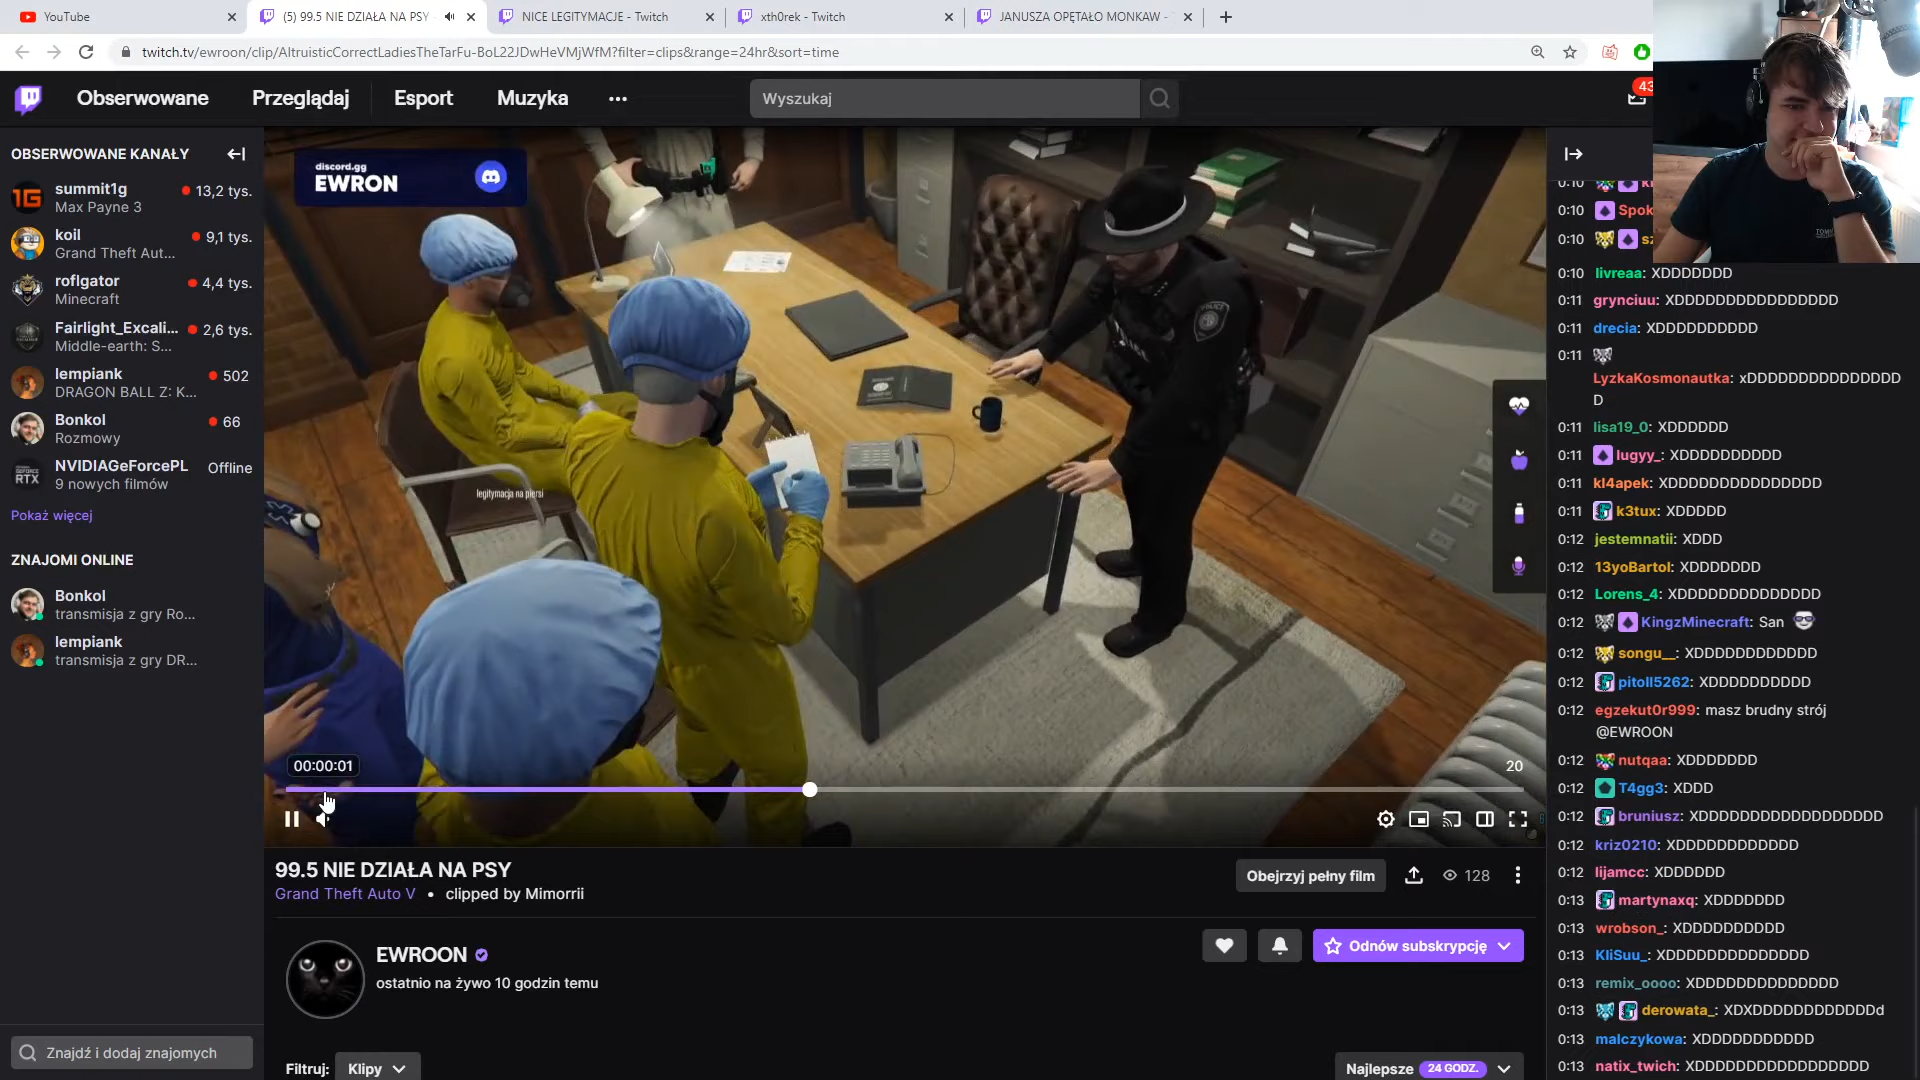 YouTube
(5) 99.5 NIE DZIAŁA NA PSY
NICE LEGITYMACJE - Twitch
xth0rek - Twitch
JANUSZA OPĘTAŁO MONKAW -
twitch.tv/ewroon/clip/AltruisticCorrectLadiesTheTarFu-BoL22JDwHeVMjWfM?filter=clips&range=24hr&sort=time
Obserwowane
Przeglądaj
Esport
Muzyka
Wyszukaj
43
OBSERWOWANE KANAŁY
summit1g
13,2 tys.
Max Payne 3
koil
9,1 tys.
Grand Theft Aut...
roflgator
4,4 tys.
Minecraft
Fairlight_Excali...
2,6 tys.
Middle-earth: S...
lempiank
502
DRAGON BALL Z: K...
Bonkol
66
Rozmowy
NVIDIAGeForcePL
Offline
9 nowych filmów
Pokaż więcej
ZNAJOMI ONLINE
Bonkol
transmisja z gry Ro...
lempiank
transmisja z gry DR...
Znajdź i dodaj znajomych
discord.gg
EWRON
POLICE
legitymacja na piersi
00:00:01
20
99.5 NIE DZIAŁA NA PSY
Grand Theft Auto V • clipped by Mimorrii
Obejrzyj pełny film
128
EWROON
ostatnio na żywo 10 godzin temu
Odnów subskrypcję
Filtruj: Klipy
Najlepsze 24 GODZ.
0:10 Spok
0:10 sz
0:10 livreaa: XDDDDDDD
0:11 grynciuu: XDDDDDDDDDDDDDDDDD
0:11 drecia: XDDDDDDDDDD
0:11
LyzkaKosmonautka: xDDDDDDDDDDDDDDD
D
0:11 lisa19_0: XDDDDDD
0:11 lugyy_: XDDDDDDDDDD
0:11 kl4apek: XDDDDDDDDDDDDDDDD
0:11 k3tux: XDDDDD
0:12 jestemnatii: XDDD
0:12 13yoBartol: XDDDDDDD
0:12 Lorens_4: XDDDDDDDDDDDDDD
0:12 KingzMinecraft: San
0:12 songu__: XDDDDDDDDDDDD
0:12 pitoll5262: XDDDDDDDDDD
0:12 egzekut0r999: masz brudny strój
@EWROON
0:12 nutqaa: XDDDDDDD
0:12 T4gg3: XDDD
0:12 bruniusz: XDDDDDDDDDDDDDDDDDD
0:12 kriz0210: XDDDDDDDDDDDD
0:12 lijamcc: XDDDDDD
0:13 martynaxq: XDDDDDDD
0:13 wrobson_: XDDDDDDDDDDD
0:13 KliSuu_: XDDDDDDDDDDDDDD
0:13 remix_oooo: XDDDDDDDDDDDDDD
0:13 derowata_: XDXDDDDDDDDDDDDd
0:13 malczykowa: XDDDDDDDDDDD
0:13 natix_twich: XDDDDDDDDDDDDDDDDD